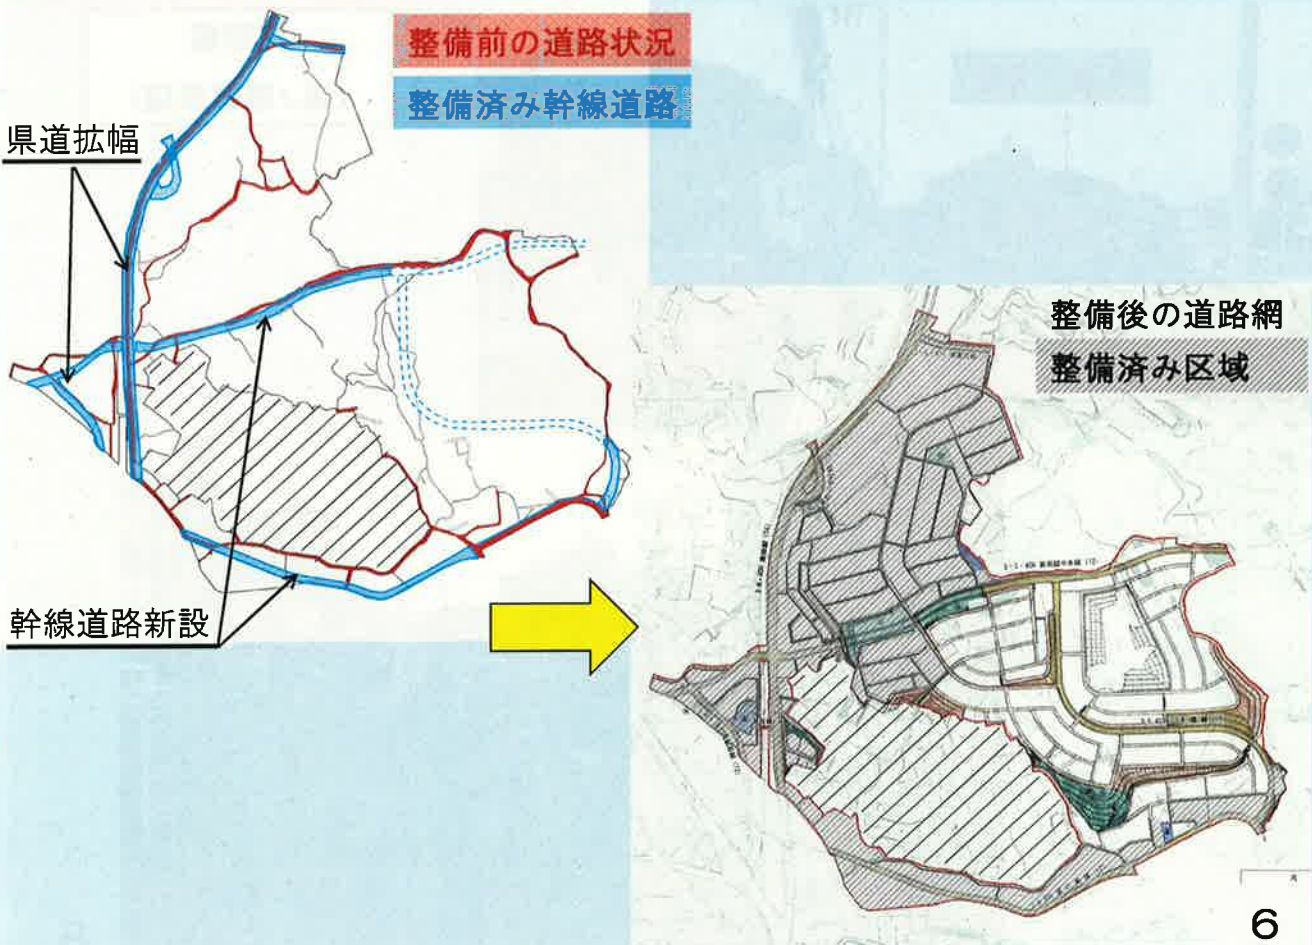 整備前の道路状況
整備済み幹線道路
県道拡幅
幹線道路新設
整備後の道路網
整備済み区域
6